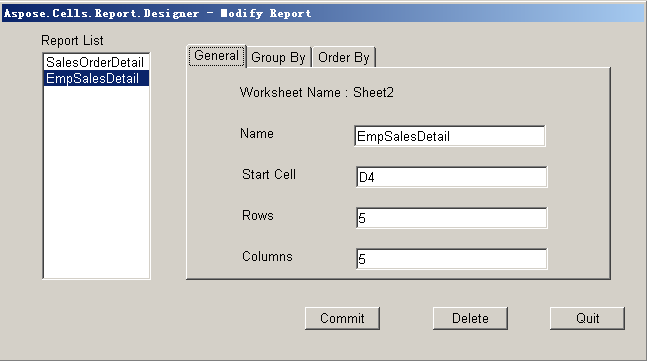 Aspose.Cells.Report.Designer - Modify Report
Report List
SalesOrderDetail
EmpSalesDetail
General Group By Order By
Worksheet Name : Sheet2
Name EmpSalesDetail
Start Cell D4
Rows 5
Columns 5
Commit Delete Quit